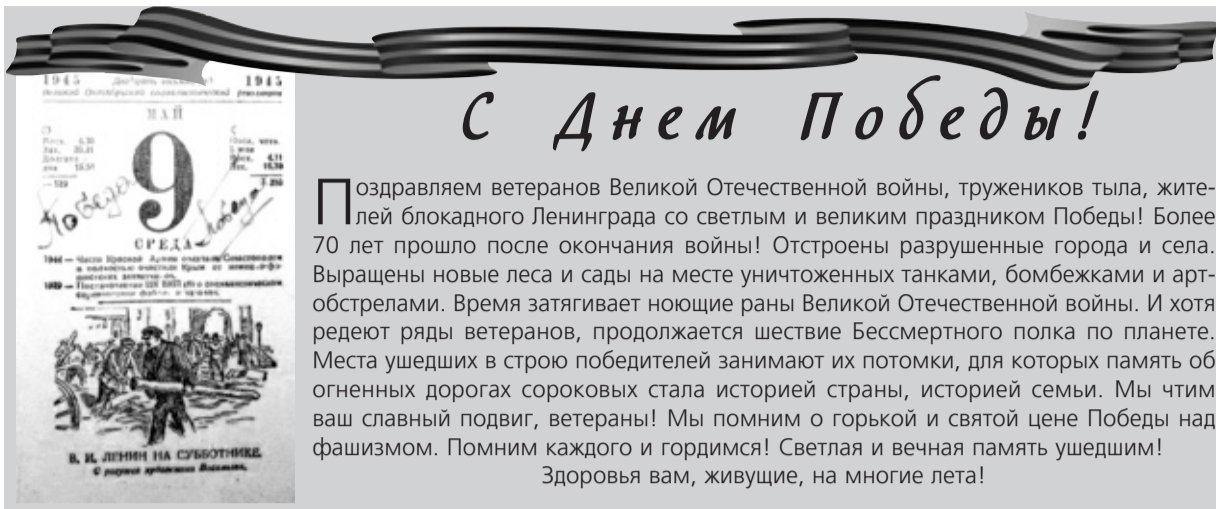 1945 1945
МАЙ
9
Победа Победа
СРЕДА
В. И. ЛЕНИН НА СУББОТНИКЕ.
С рисунка художника
С Днем Победы!
Поздравляем ветеранов Великой Отечественной войны, тружеников тыла, жите-
лей блокадного Ленинграда со светлым и великим праздником Победы! Более
70 лет прошло после окончания войны! Отстроены разрушенные города и села.
Выращены новые леса и сады на месте уничтоженных танками, бомбежками и арт-
обстрелами. Время затягивает ноющие раны Великой Отечественной войны. И хотя
редеют ряды ветеранов, продолжается шествие Бессмертного полка по планете.
Места ушедших в строю победителей занимают их потомки, для которых память об
огненных дорогах сороковых стала историей страны, историей семьи. Мы чтим
ваш славный подвиг, ветераны! Мы помним о горькой и святой цене Победы над
фашизмом. Помним каждого и гордимся! Светлая и вечная память ушедшим!
Здоровья вам, живущие, на многие лета!